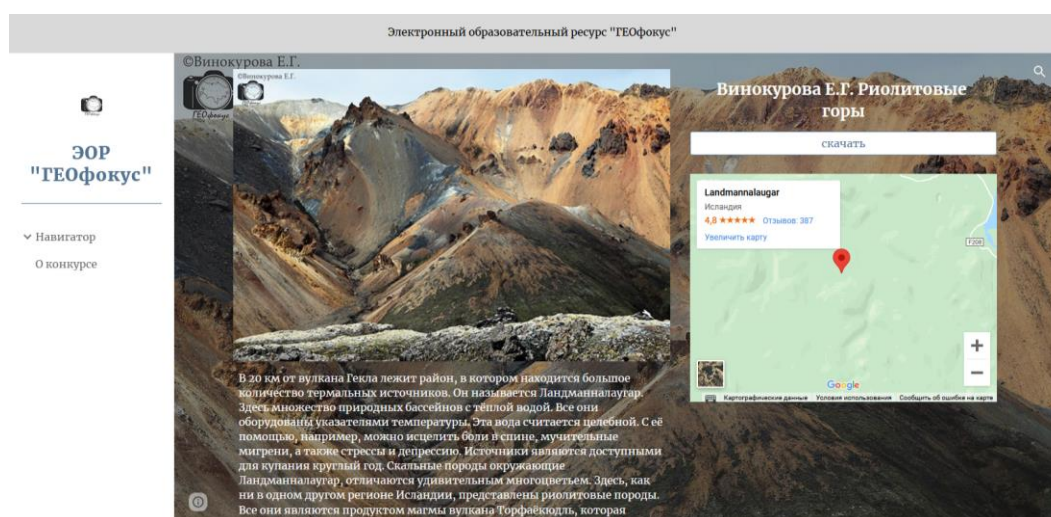 Электронный образовательный ресурс "ГЕОфокус"
ЭОР
"ГЕОфокус"
Навигатор
О конкурсе
©Винокурова Е.Г.
ГЕОфокус
©Винокурова Е.Г.
В 20 км от вулкана Гекла лежит район, в котором находится большое
количество термальных источников. Он называется Ландманналаугар.
Здесь множество природных бассейнов с тёплой водой. Все они
оборудованы указателями температуры. Эта вода считается целебной. С её
помощью, например, можно исцелить боли в спине, мучительные
мигрени, а также стрессы и депрессию. Источники являются доступными
для купания круглый год. Скальные породы окружающие
Ландманналаугар, отличаются удивительным многоцветьем. Здесь, как
ни в одном другом регионе Исландии, представлены риолитовые породы.
Все они являются продуктом магмы вулкана Торфаёкюдль, которая
Винокурова Е.Г. Риолитовые
горы
скачать
Landmannalaugar
Исландия
4,8 ★★★★★ Отзывов: 387
Увеличить карту
F208
Google
Картографические данные Условия использования Сообщить об ошибке на карте